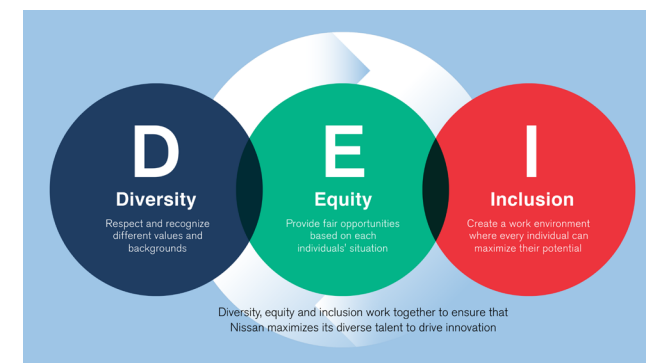 D
Diversity
Respect and recognize
different values and
backgrounds
E
Equity
Provide fair opportunities
based on each
individuals' situation
I
Inclusion
Create a work environment
where every individual can
maximize their potential
Diversity, equity and inclusion work together to ensure that
Nissan maximizes its diverse talent to drive innovation